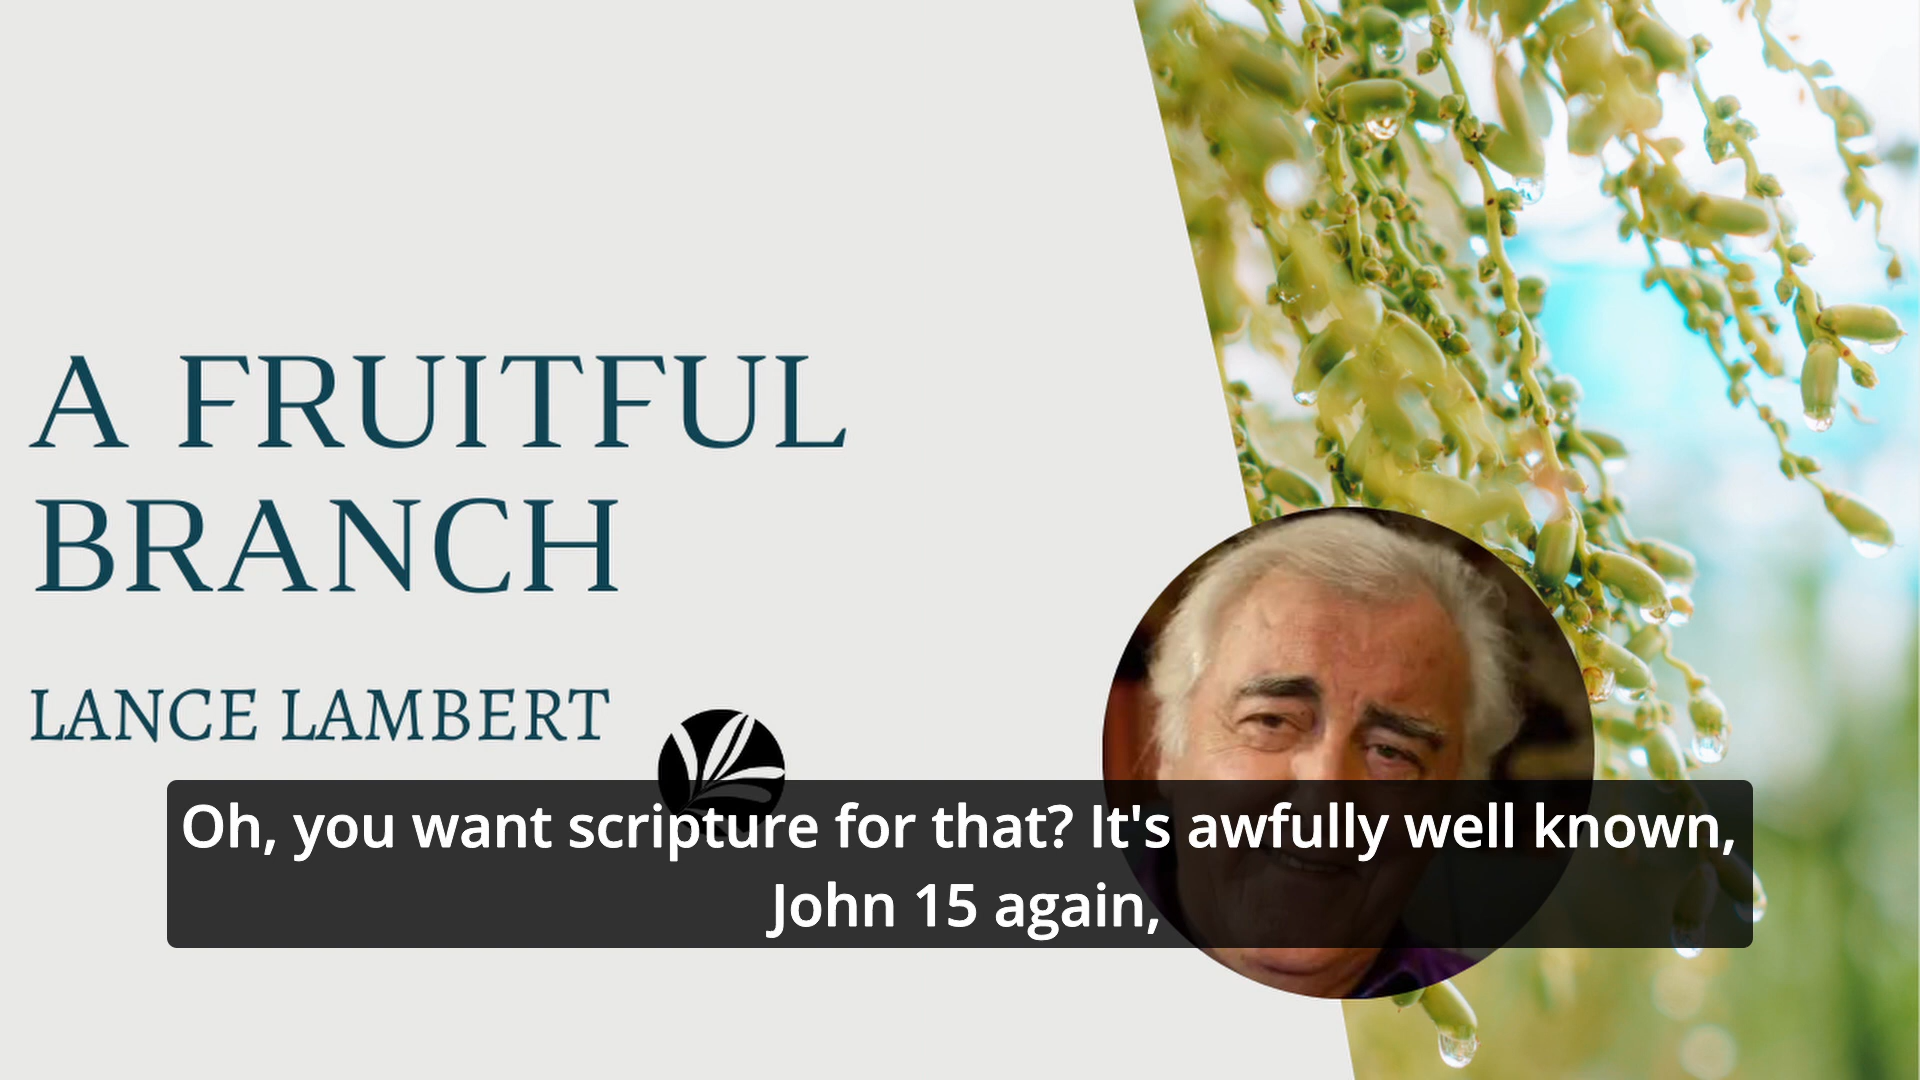 A FRUITFUL
BRANCH
LANCE LAMBERT
Oh, you want scripture for that? It's awfully well known,
John 15 again,